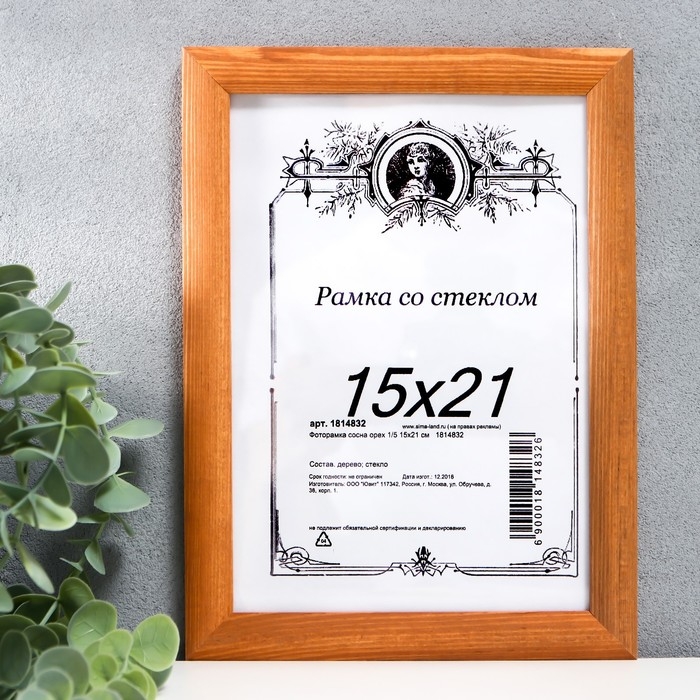 Рамка со стеклом
15x21
арт. 1814832
www.sima-land.ru (на правах рекламы)
Фоторамка сосна орех 1/5 15x21 см 1814832
Состав. дерево; стекло
Срок годности: не ограничен Дата изгот.: 12.2018
Изготовитель: ООО "Ювит" 117342, Россия, г. Москва, ул. Обручева, д.
36, корп. 1.
не подлежит обязательной сертификации и декларированию
6900018148326